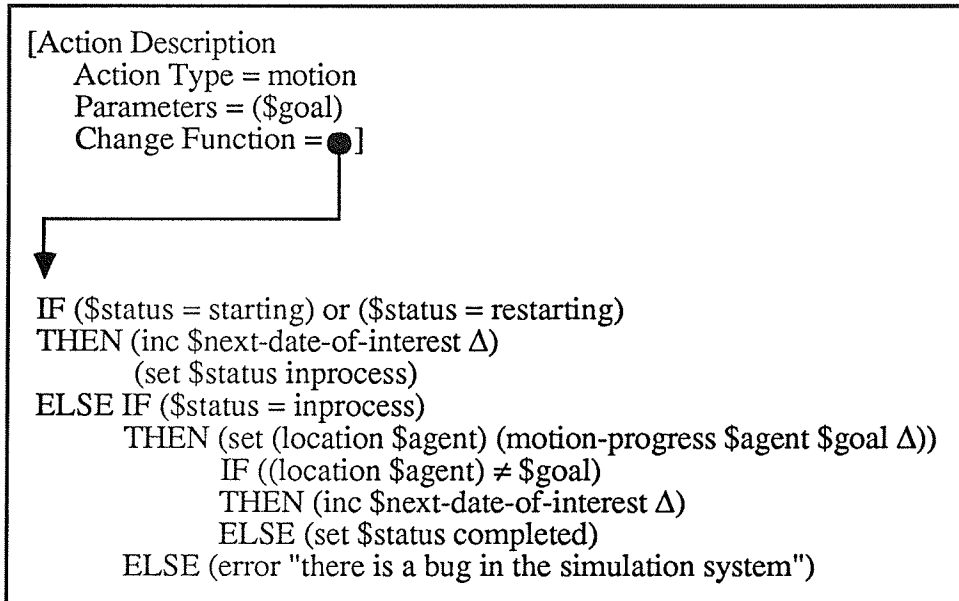 [Action Description
Action Type = motion
Parameters = ($goal)
Change Function = ]
IF ($status = starting) or ($status = restarting)
THEN (inc $next-date-of-interest Δ)
(set $status inprocess)
ELSE IF ($status = inprocess)
THEN (set (location $agent) (motion-progress $agent $goal Δ))
IF ((location $agent) ≠ $goal)
THEN (inc $next-date-of-interest Δ)
ELSE (set $status completed)
ELSE (error "there is a bug in the simulation system")